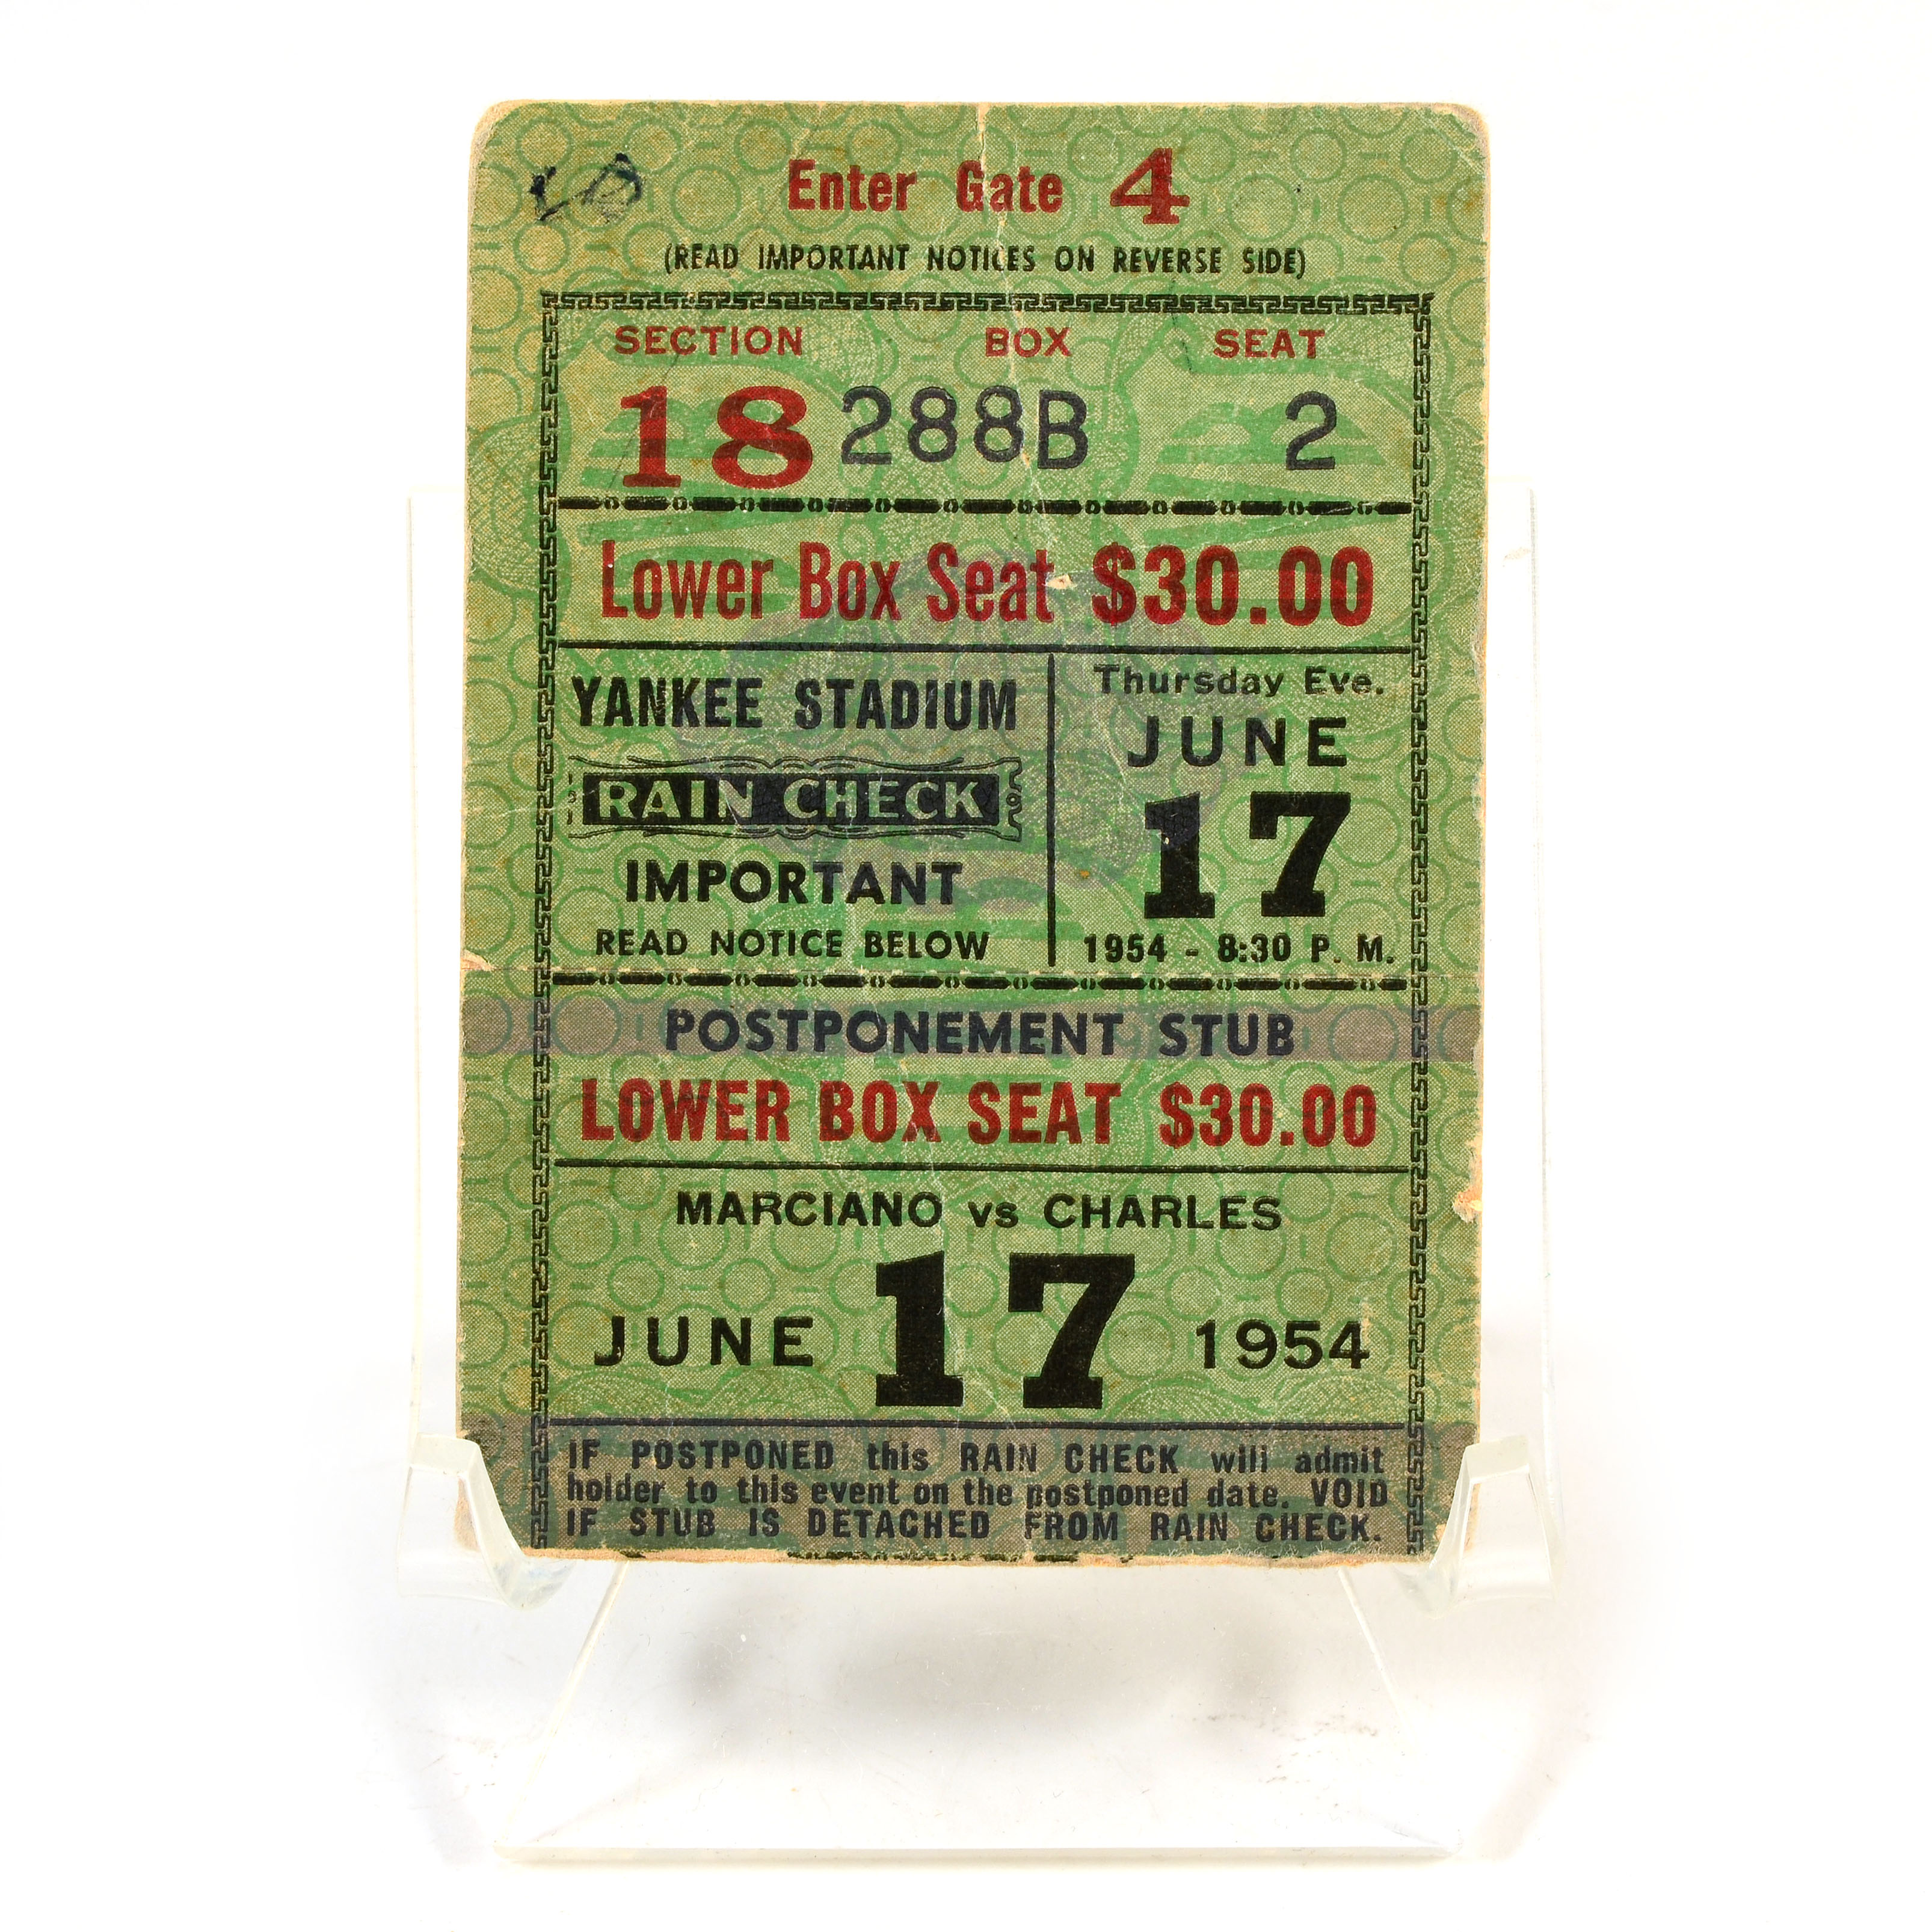 Enter Gate 4
(READ IMPORTANT NOTICES ON REVERSE SIDE)
SECTION BOX SEAT
18 288B 2
Lower Box Seat $30.00
YANKEE STADIUM
RAIN CHECK
IMPORTANT
READ NOTICE BELOW
Thursday Eve.
JUNE
17
1954 - 8:30 P. M.
POSTPONEMENT STUB
LOWER BOX SEAT $30.00
MARCIANO vs CHARLES
JUNE 17 1954
IF POSTPONED this RAIN CHECK will admit
holder to this event on the postponed date. VOID
IF STUB IS DETACHED FROM RAIN CHECK.